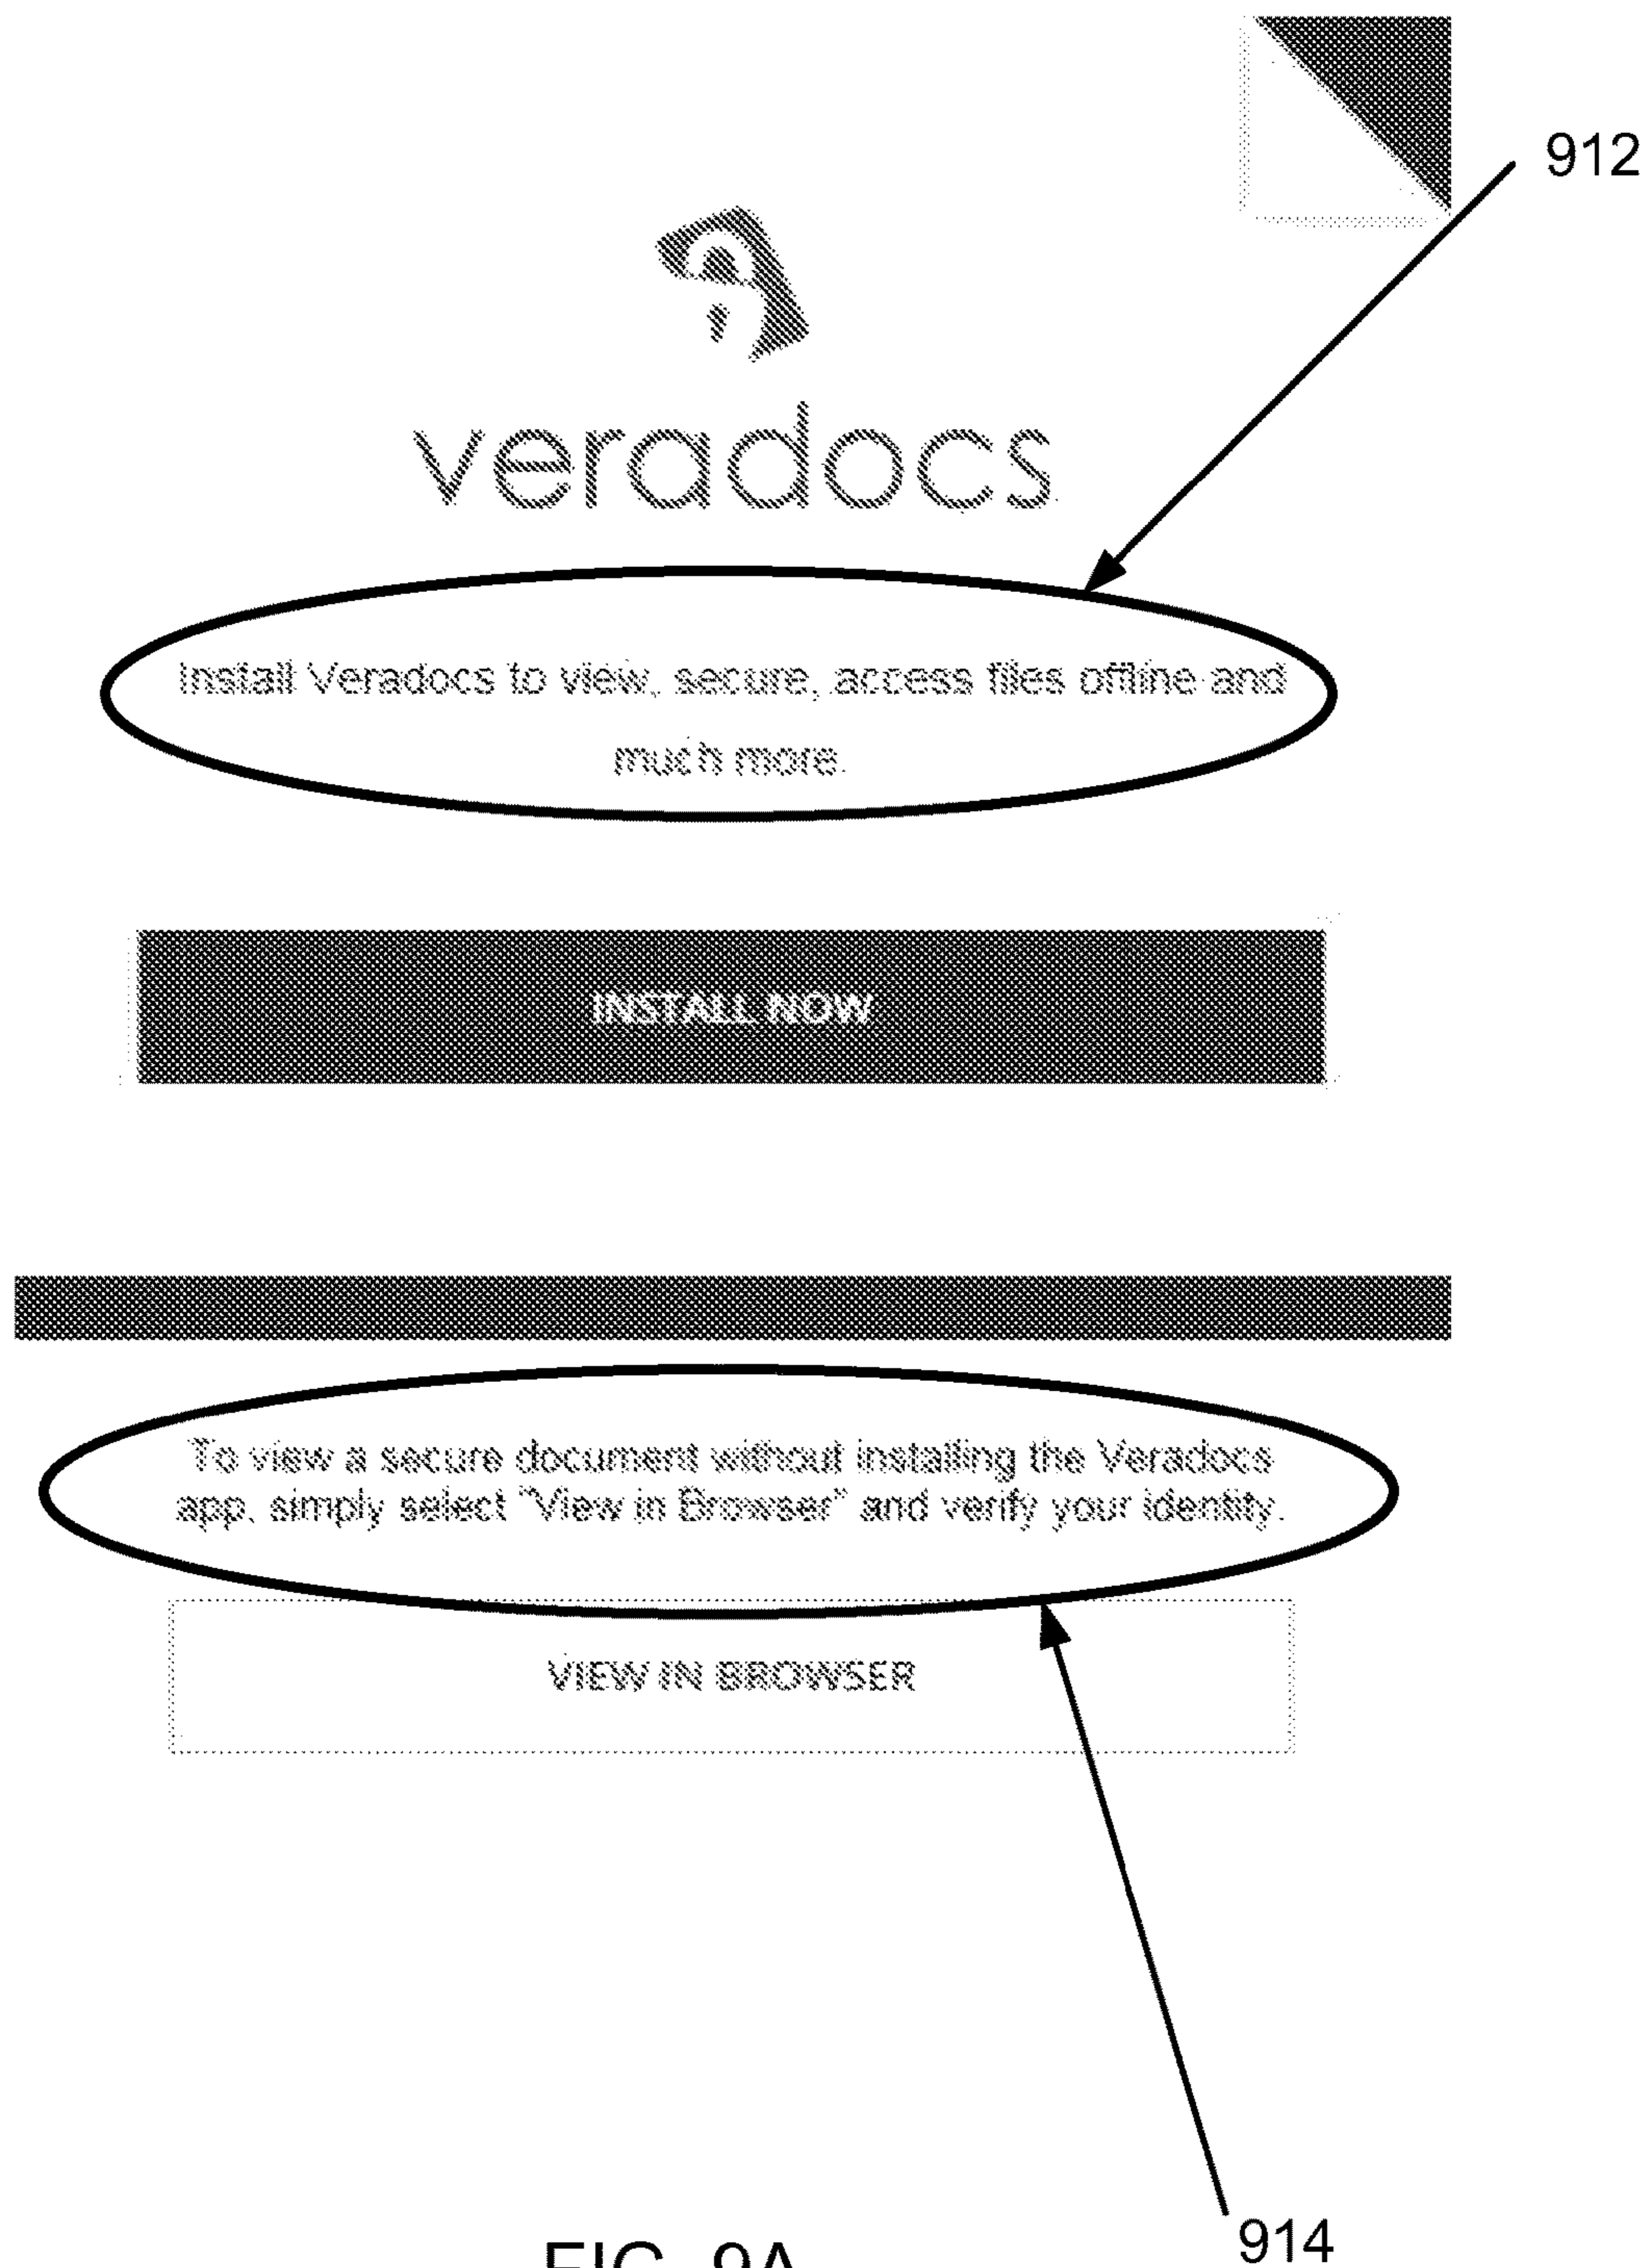 912
veradocs
Install Veradocs to view, secure, access files offline and
much more.
INSTALL NOW
To view a secure document without installing the Veradocs
app, simply select "View in Browser" and verify your identity.
VIEW IN BROWSER
914
FIG. 9A